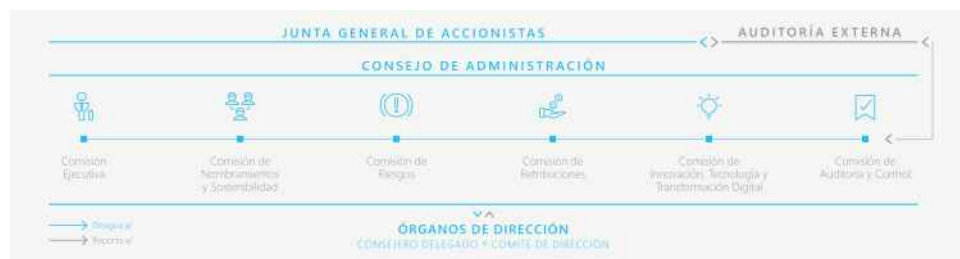 JUNTA GENERAL DE ACCIONISTAS
AUDITORÍA EXTERNA
CONSEJO DE ADMINISTRACIÓN
Comisión
Ejecutiva
Comisión de
Nombramientos
y Sostenibilidad
Comisión de
Riesgos
Comisión de
Retribuciones
Comisión de
Innovación, Tecnología y
Transformación Digital
Comisión de
Auditoría y Control
Designa a/
Reporta a/
ÓRGANOS DE DIRECCIÓN
CONSEJERO DELEGADO Y COMITÉ DE DIRECCIÓN